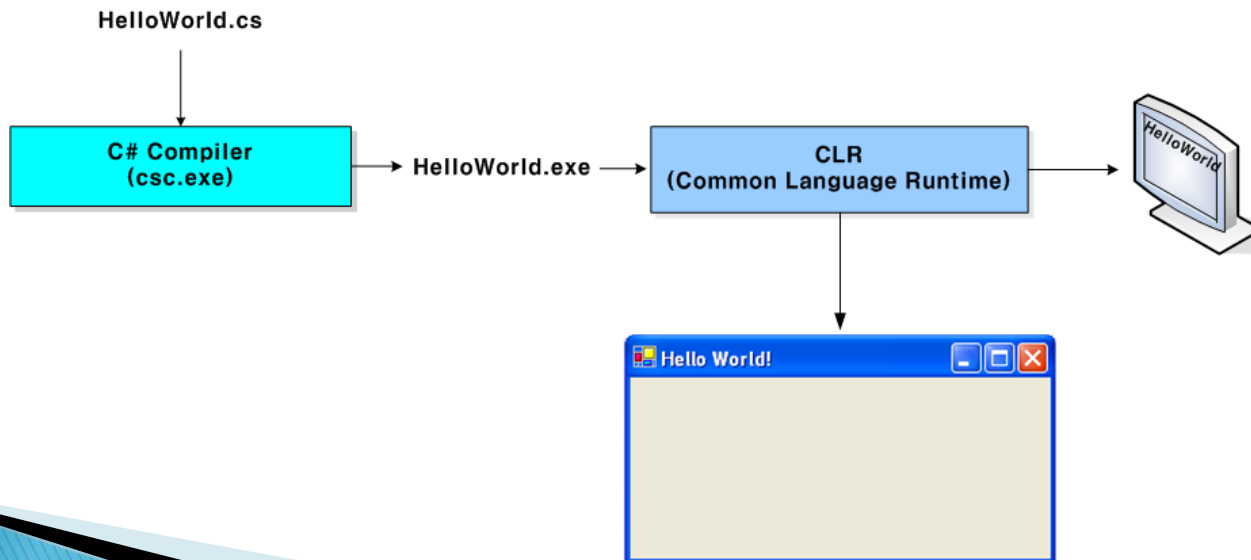 HelloWorld.cs
C# Compiler
(csc.exe)
HelloWorld.exe
CLR
(Common Language Runtime)
HelloWorld
Hello World!